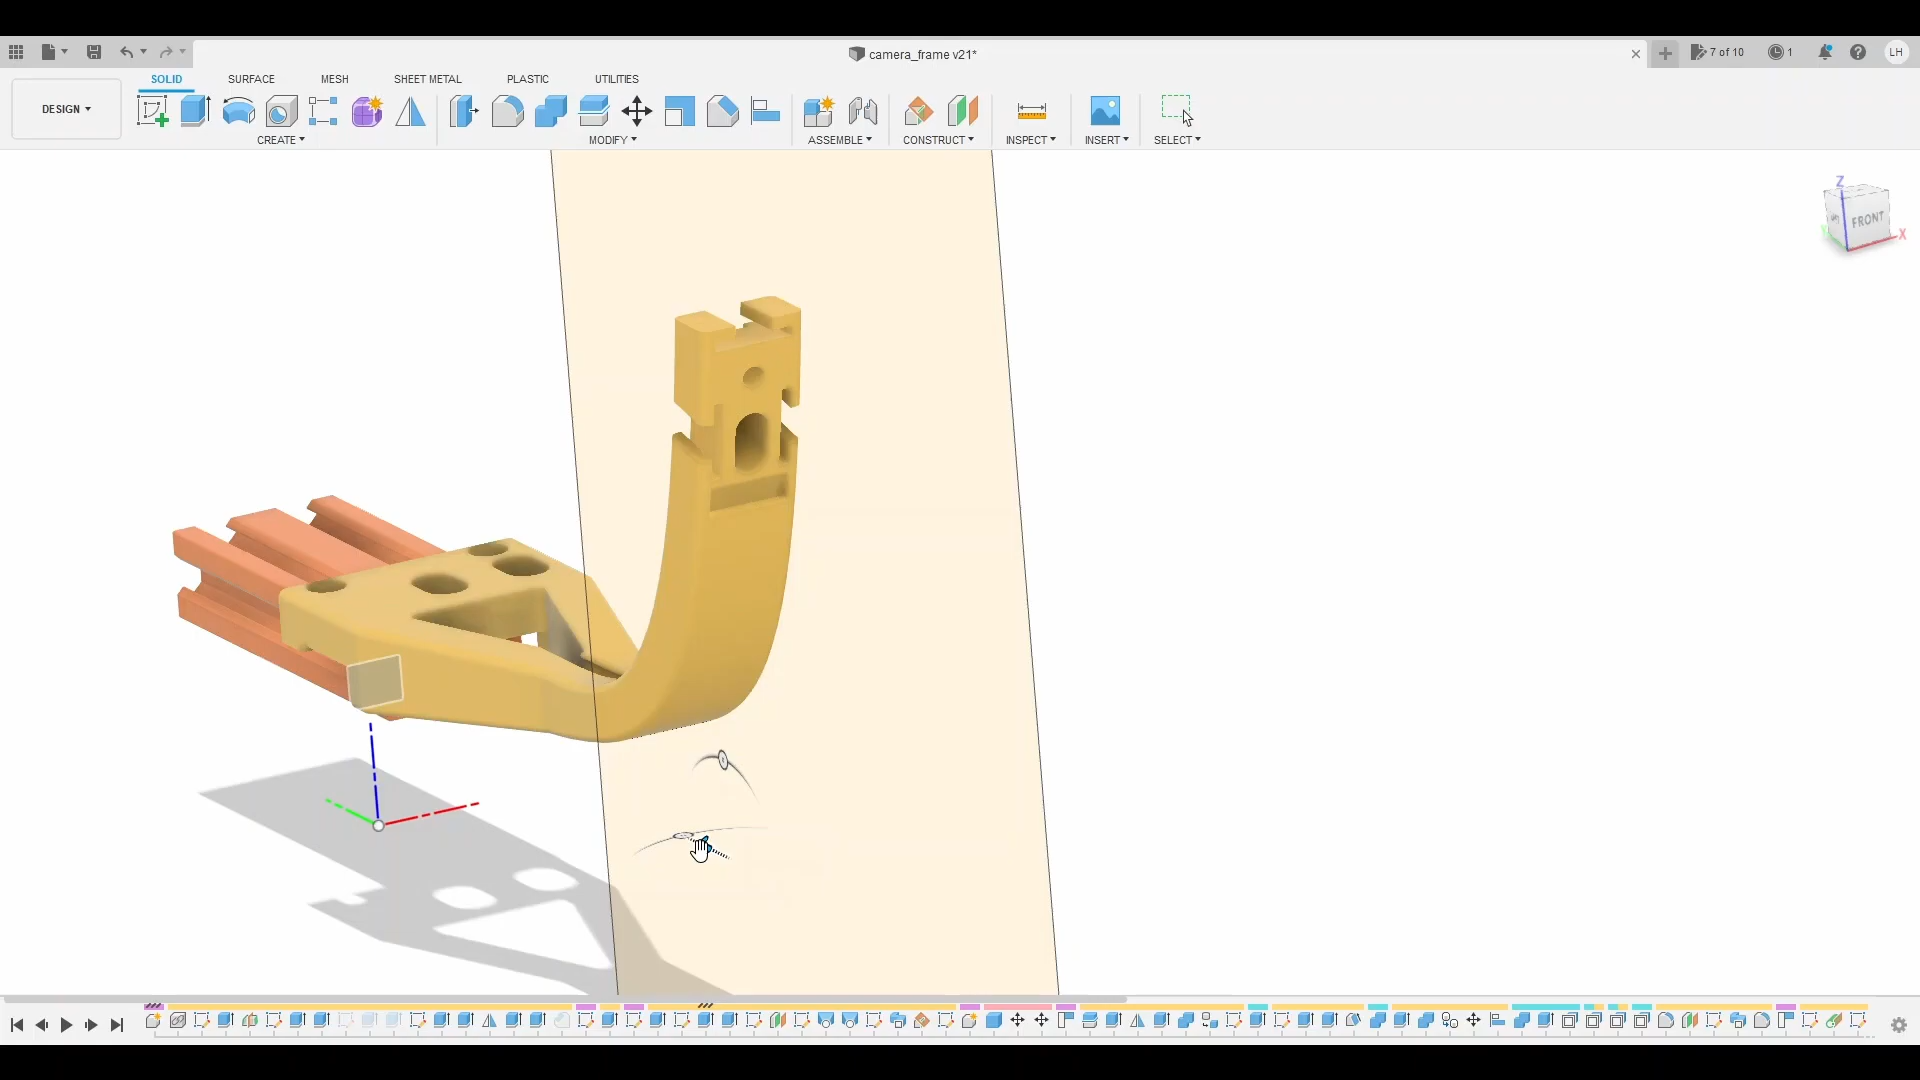 camera_frame v21*
7 of 10
1
LH
SOLID SURFACE MESH SHEET METAL PLASTIC UTILITIES
DESIGN
CREATE MODIFY ASSEMBLE CONSTRUCT INSPECT INSERT SELECT
Z
FRONT
X